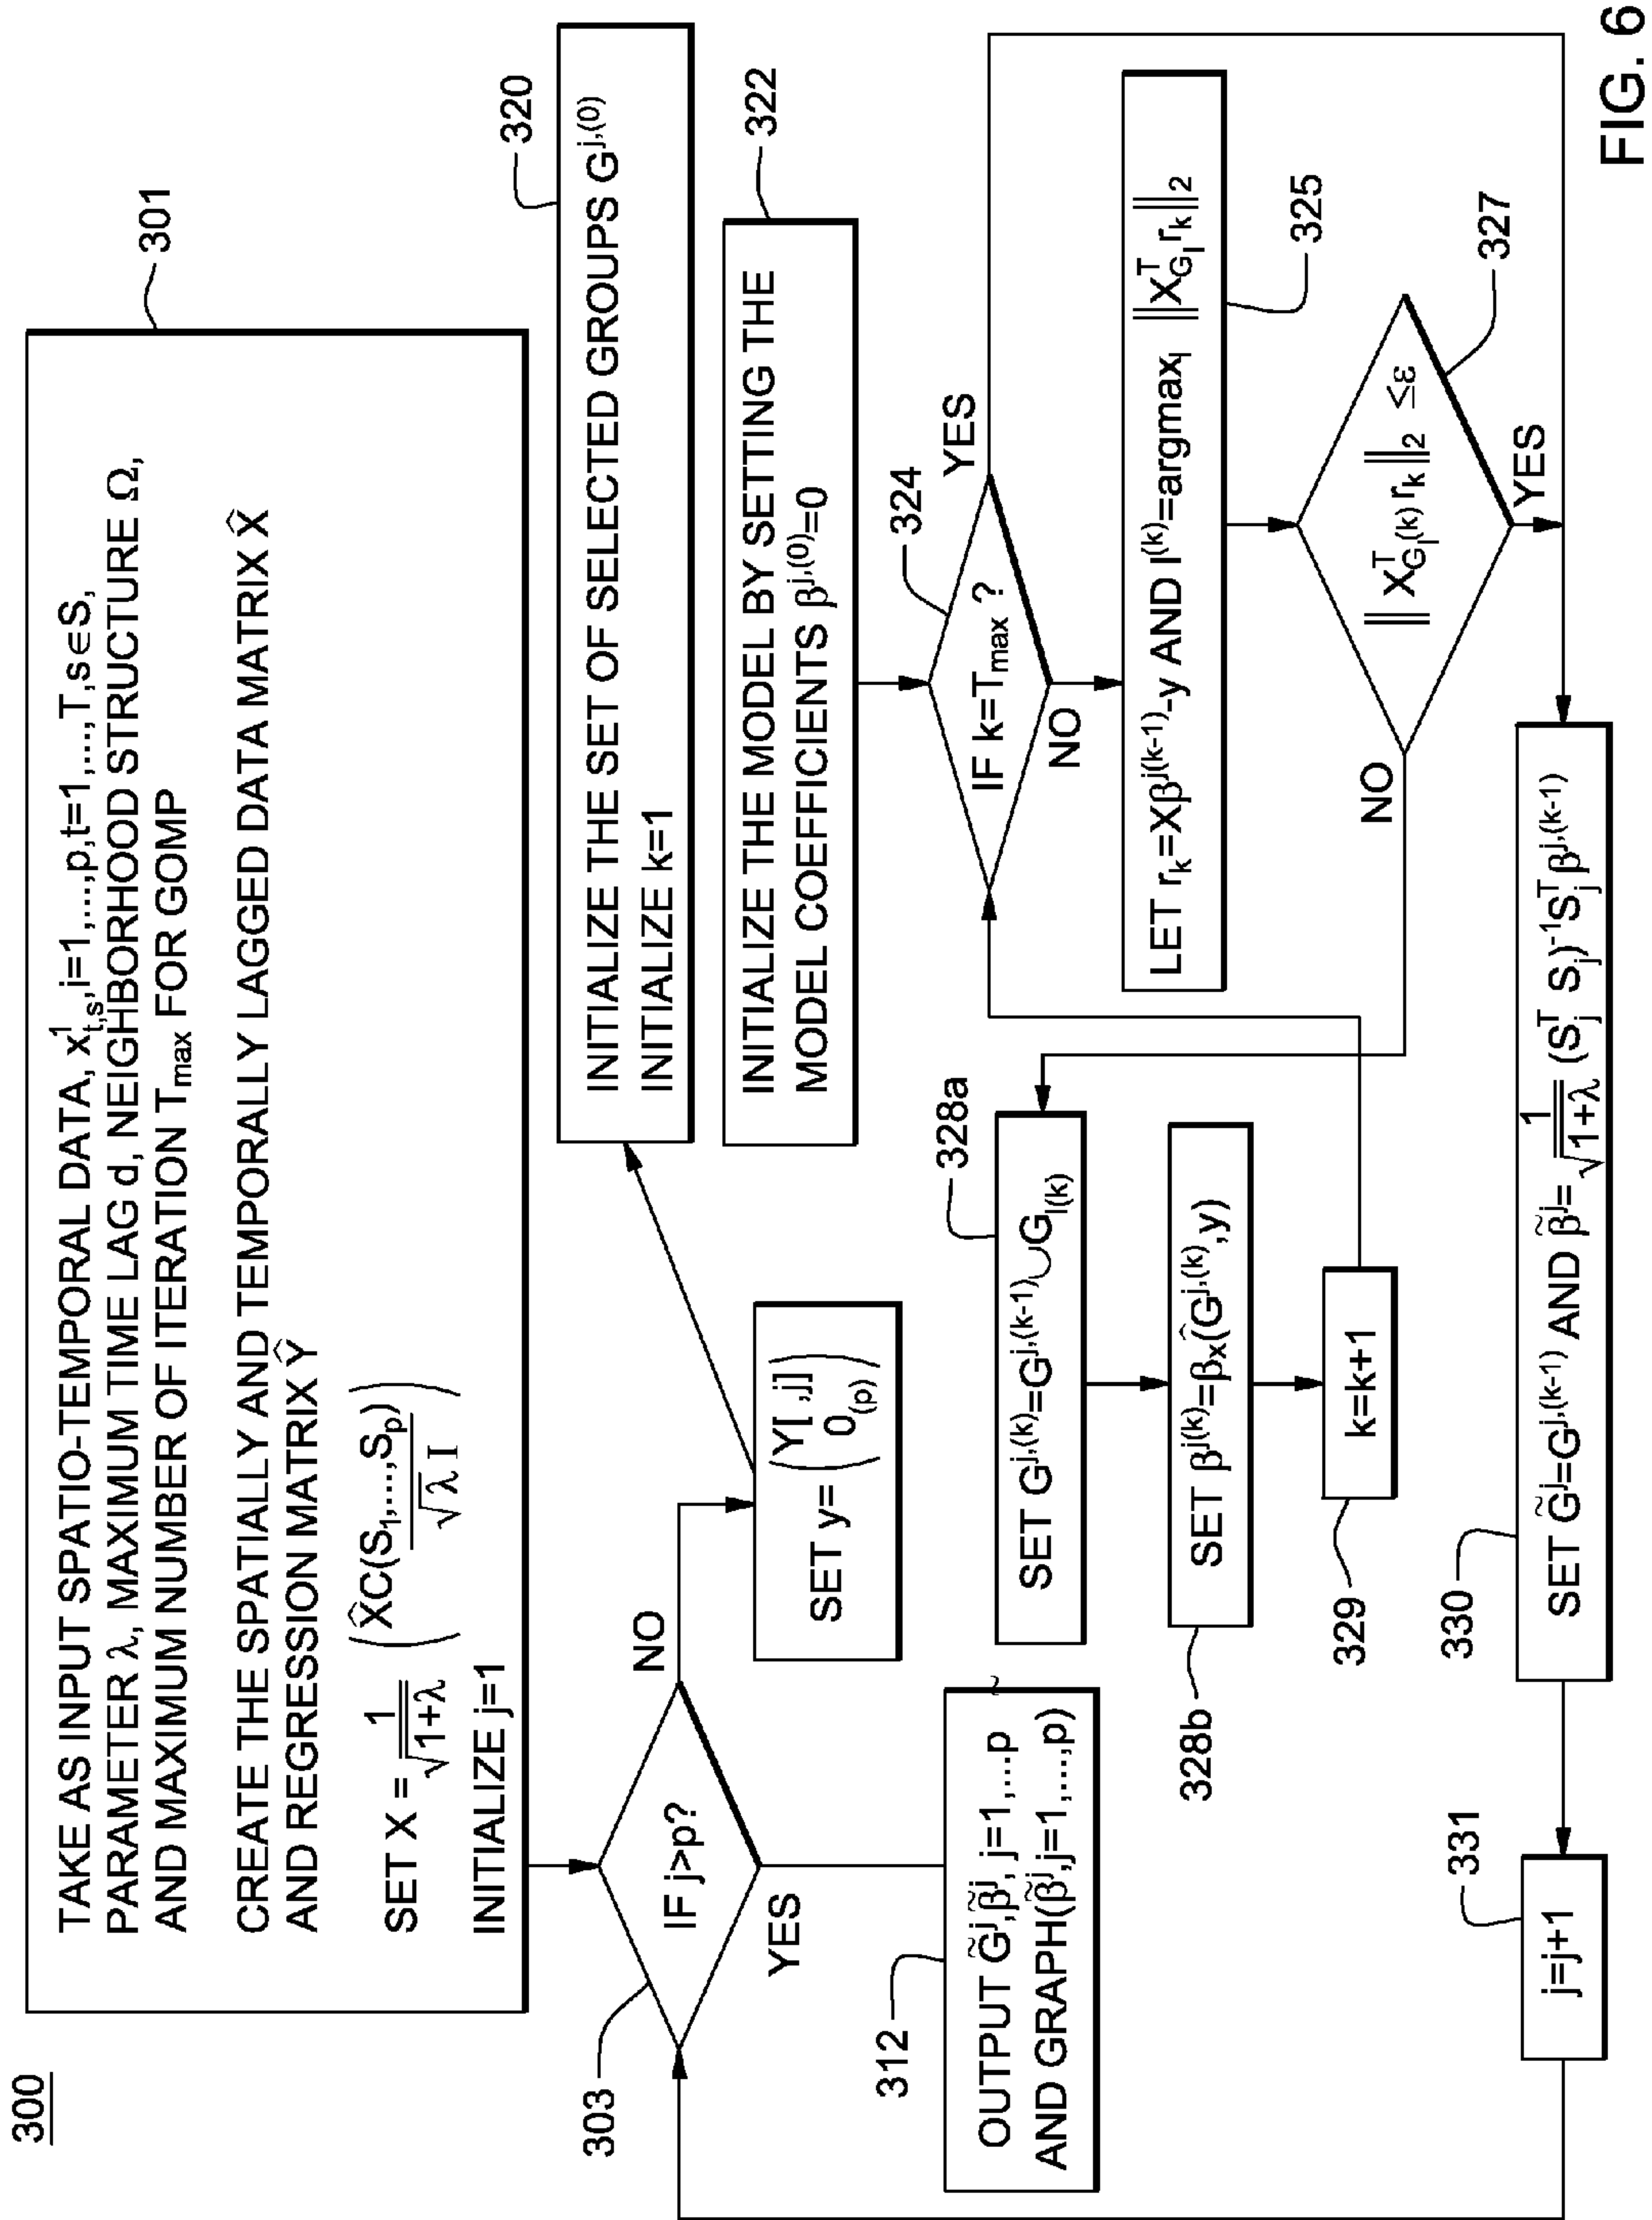 300
TAKE AS INPUT SPATIO-TEMPORAL DATA, x^1_{t,s}, i=1,...,p,t=1,...,T,s∈S,
PARAMETER λ, MAXIMUM TIME LAG d, NEIGHBORHOOD STRUCTURE Ω,
AND MAXIMUM NUMBER OF ITERATION T_max FOR GOMP
CREATE THE SPATIALLY AND TEMPORALLY LAGGED DATA MATRIX X̂
AND REGRESSION MATRIX Ŷ
SET X = 1/√(1+λ) (X̂C(S_1,...,S_p) / √λ I)
INITIALIZE j=1
301
303
IF j>p?
NO
YES
312
OUTPUT G̃^j,β̃^j, j=1,...p
AND GRAPH(β̃^j,j=1,...,p)
SET y= (Y[ ,j] 0_(p))
320
INITIALIZE THE SET OF SELECTED GROUPS G^{j,(0)}
INITIALIZE k=1
322
INITIALIZE THE MODEL BY SETTING THE
MODEL COEFFICIENTS β^{j,(0)}=0
324
IF k=T_max ?
YES
NO
LET r_k=Xβ^{j(k-1)}-y AND I^(k)=argmax_I ||X^T_{G_I} r_k||_2
325
|| X^T_{G_I(k)} r_k||_2 ≤ε
327
NO
YES
328a
SET G^{j,(k)}=G^{j,(k-1)}∪G_{I(k)}
328b
SET β^{j(k)}=β̂_x(G^{j,(k)},y)
329
k=k+1
330
SET G̃^j=G^{j,(k-1)} AND β̃^j= 1/√(1+λ) (S^T_j S_j)^{-1}S^T_j β^{j,(k-1)}
331
j=j+1
FIG. 6